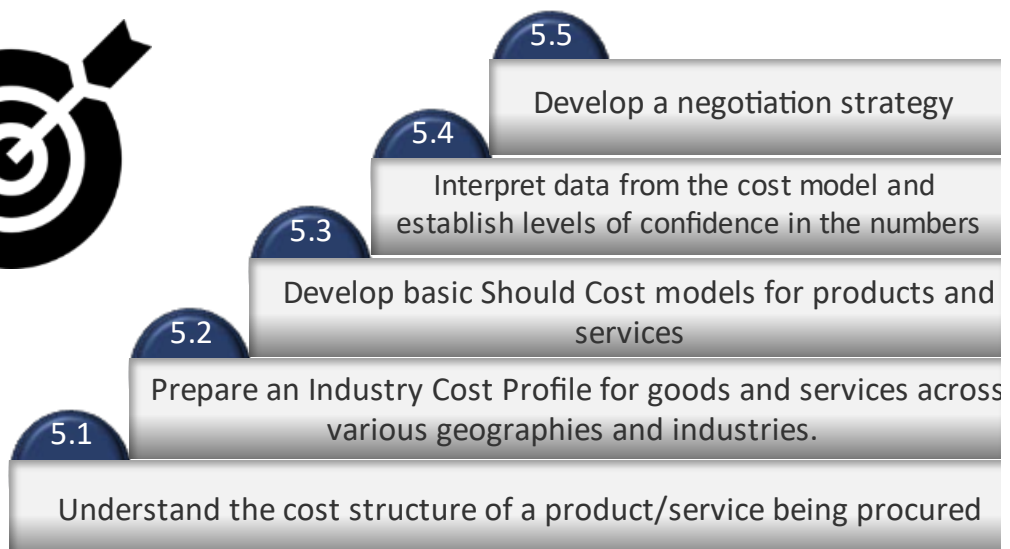 5.5
Develop a negotiation strategy
5.4
Interpret data from the cost model and
establish levels of confidence in the numbers
5.3
Develop basic Should Cost models for products and
services
5.2
Prepare an Industry Cost Profile for goods and services across
various geographies and industries.
5.1
Understand the cost structure of a product/service being procured